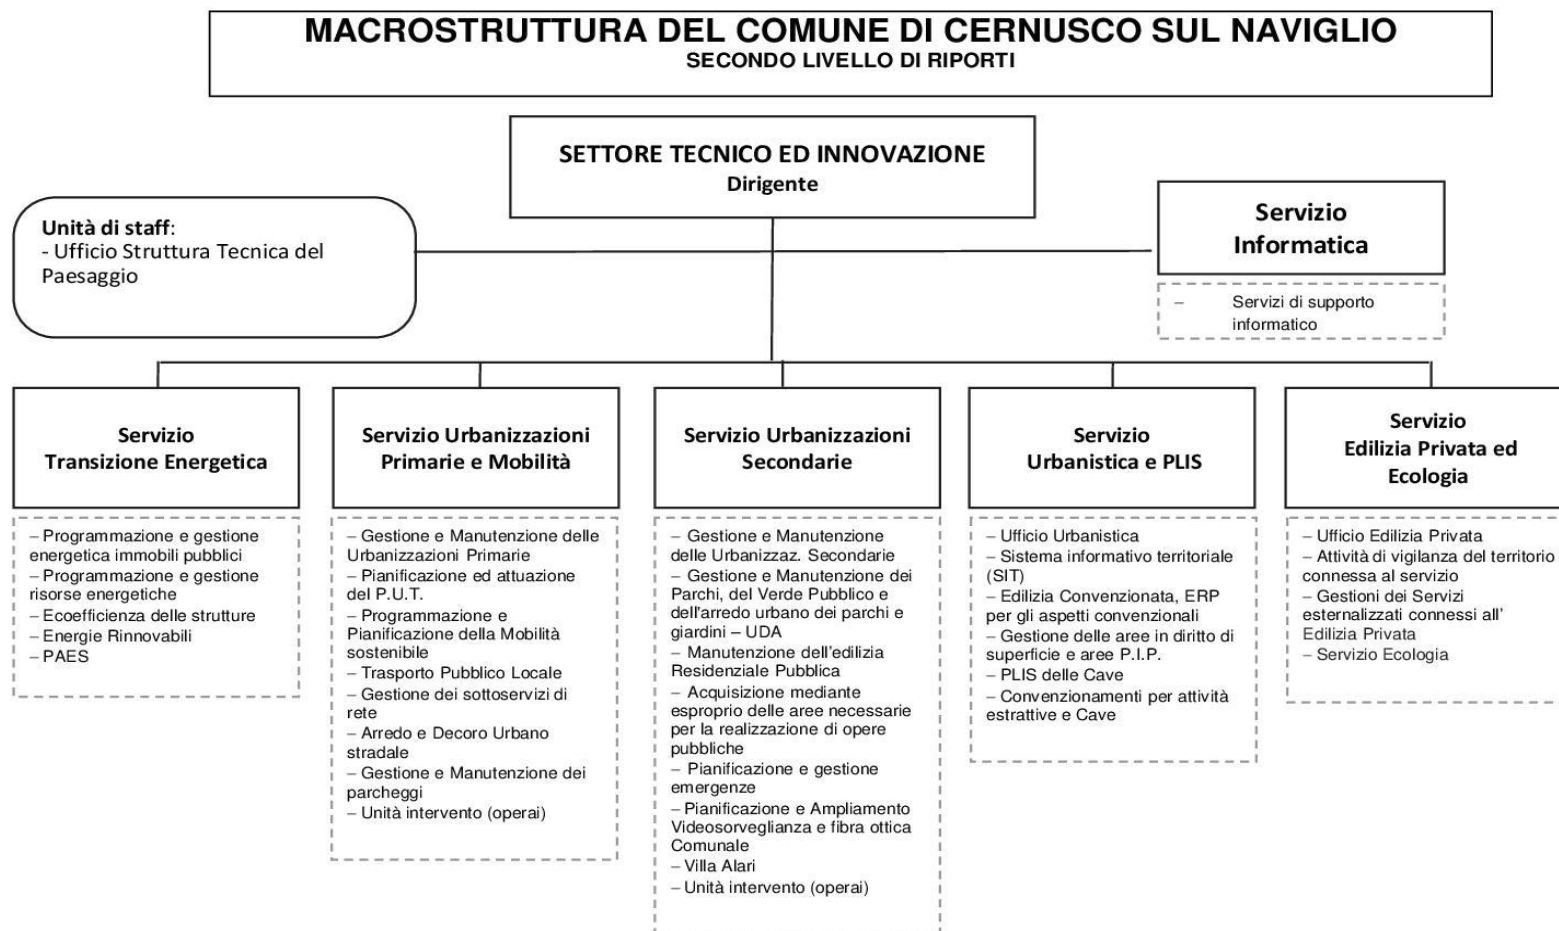 MACROSTRUTTURA DEL COMUNE DI CERNUSCO SUL NAVIGLIO
SECONDO LIVELLO DI RIPORTI
SETTORE TECNICO ED INNOVAZIONE
Dirigente
Unità di staff:
- Ufficio Struttura Tecnica del
Paesaggio
Servizio
Informatica
– Servizi di supporto
informatico
Servizio
Transizione Energetica
– Programmazione e gestione
energetica immobili pubblici
– Programmazione e gestione
risorse energetiche
– Ecoefficienza delle strutture
– Energie Rinnovabili
– PAES
Servizio Urbanizzazioni
Primarie e Mobilità
– Gestione e Manutenzione delle
Urbanizzazioni Primarie
– Pianificazione ed attuazione
del P.U.T.
– Programmazione e
Pianificazione della Mobilità
sostenibile
– Trasporto Pubblico Locale
– Gestione dei sottoservizi di
rete
– Arredo e Decoro Urbano
stradale
– Gestione e Manutenzione dei
parcheggi
– Unità intervento (operai)
Servizio Urbanizzazioni
Secondarie
– Gestione e Manutenzione
delle Urbanizzaz. Secondarie
– Gestione e Manutenzione dei
Parchi, del Verde Pubblico e
dell'arredo urbano dei parchi e
giardini – UDA
– Manutenzione dell'edilizia
Residenziale Pubblica
– Acquisizione mediante
esproprio delle aree necessarie
per la realizzazione di opere
pubbliche
– Pianificazione e gestione
emergenze
– Pianificazione e Ampliamento
Videosorveglianza e fibra ottica
Comunale
– Villa Alari
– Unità intervento (operai)
Servizio
Urbanistica e PLIS
– Ufficio Urbanistica
– Sistema informativo territoriale
(SIT)
– Edilizia Convenzionata, ERP
per gli aspetti convenzionali
– Gestione delle aree in diritto di
superficie e aree P.I.P.
– PLIS delle Cave
– Convenzionamenti per attività
estrattive e Cave
Servizio
Edilizia Privata ed
Ecologia
– Ufficio Edilizia Privata
– Attività di vigilanza del territorio
connessa al servizio
– Gestioni dei Servizi
esternalizzati connessi all'
Edilizia Privata
– Servizio Ecologia